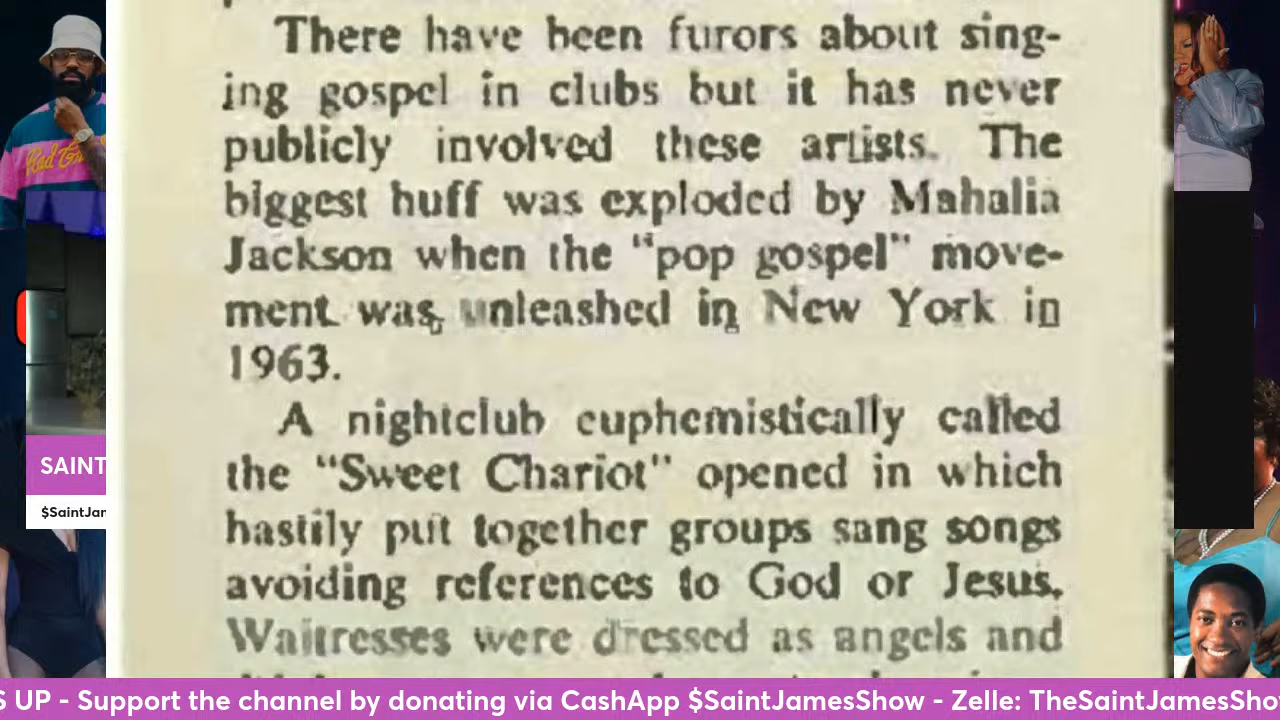 There have been furors about sing-
ing gospel in clubs but it has never
publicly involved these artists. The
biggest huff was exploded by Mahalia
Jackson when the "pop gospel" move-
ment was unleashed in New York in
1963.
A nightclub euphemistically called
the "Sweet Chariot" opened in which
hastily put together groups sang songs
avoiding references to God or Jesus.
Waitresses were dressed as angels and
SAINT
$SaintJam
S UP - Support the channel by donating via CashApp $SaintJamesShow - Zelle: TheSaintJamesSho